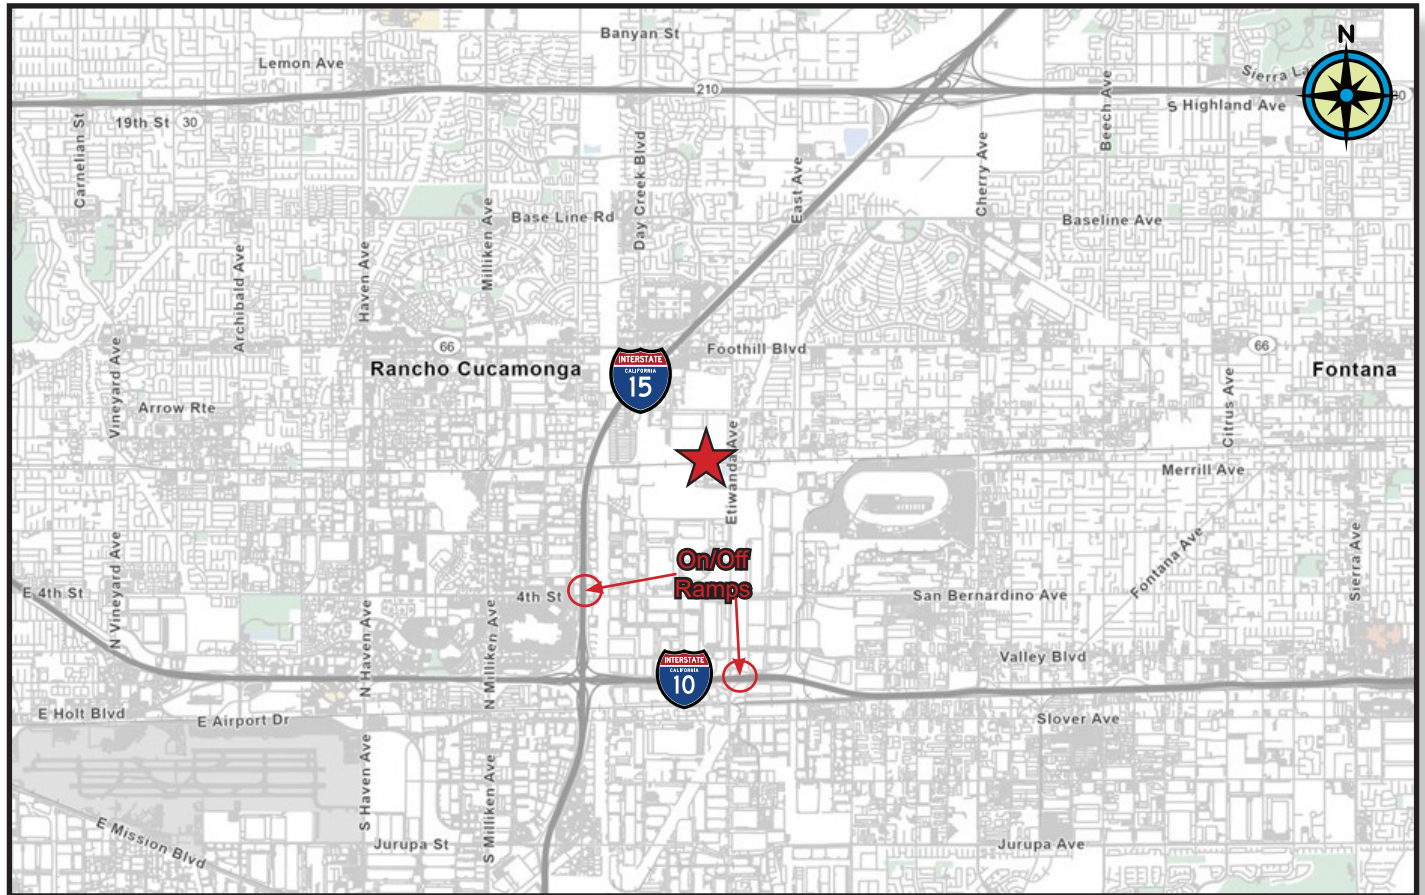 Banyan St
N
Lemon Ave
Sierra La
210
S Highland Ave
19th St
30
Carnelian St
Day Creek Blvd
East Ave
Cherry Ave
Beech Ave
Base Line Rd
Baseline Ave
Milliken Ave
Archibald Ave
Haven Ave
66
Foothill Blvd
66
Rancho Cucamonga
INTERSTATE
CALIFORNIA
15
Fontana
Vineyard Ave
Arrow Rte
Citrus Ave
Etiwanda Ave
Merrill Ave
On/Off
Ramps
E 4th St
N Vineyard Ave
4th St
San Bernardino Ave
Fontana Ave
Sierra Ave
N Haven Ave
N Milliken Ave
Valley Blvd
INTERSTATE
CALIFORNIA
10
E Holt Blvd
E Airport Dr
Slover Ave
S Haven Ave
S Milliken Ave
E Mission Blvd
Jurupa St
Jurupa Ave